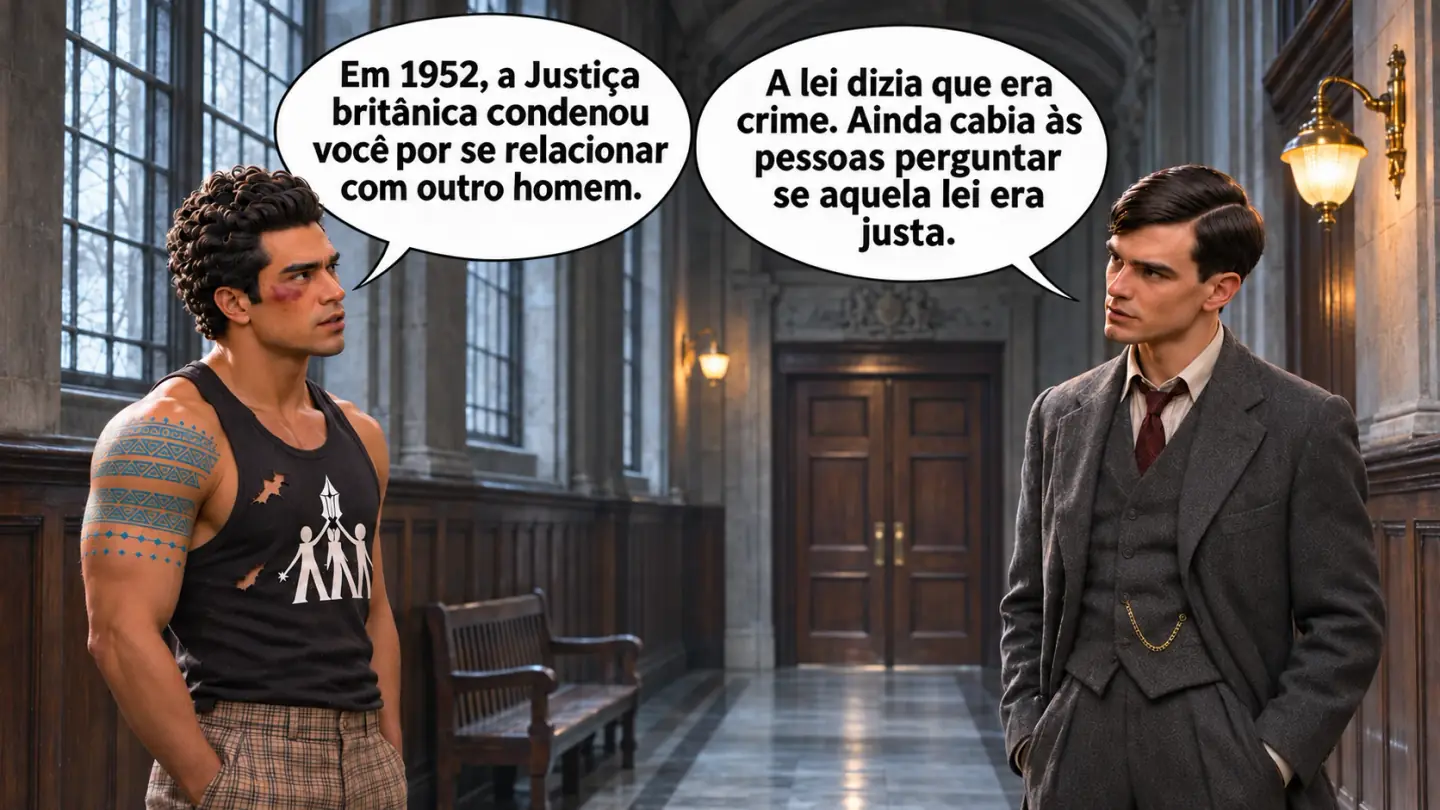 Em 1952, a Justiça
britânica condenou
você por se relacionar
com outro homem.
A lei dizia que era
crime. Ainda cabia às
pessoas perguntar
se aquela lei era
justa.